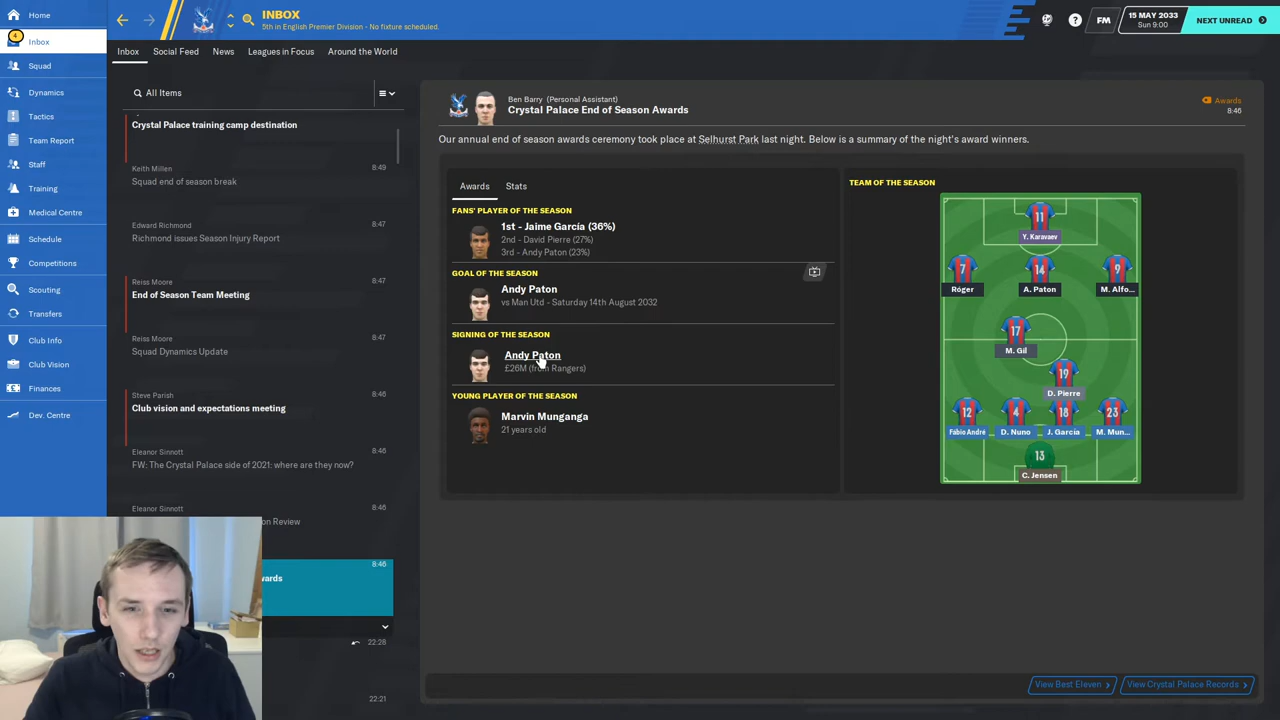 Home
4
Inbox
Squad
Dynamics
Tactics
Team Report
Staff
Training
Medical Centre
Schedule
Competitions
Scouting
Transfers
Club Info
Club Vision
Finances
Dev. Centre
INBOX
5th in English Premier Division - No fixture scheduled.
?
FM
15 MAY 2033
Sun 9:00
NEXT UNREAD
Inbox
Social Feed
News
Leagues in Focus
Around the World
All Items
Crystal Palace training camp destination
Keith Millen
8:49
Squad end of season break
Edward Richmond
8:47
Richmond issues Season Injury Report
Reiss Moore
8:47
End of Season Team Meeting
Reiss Moore
8:47
Squad Dynamics Update
Steve Parish
8:46
Club vision and expectations meeting
Eleanor Sinnott
8:46
FW: The Crystal Palace side of 2021: where are they now?
Eleanor Sinnott
8:46
Review
8:46
wards
22:28
22:21
Ben Barry (Personal Assistant)
Crystal Palace End of Season Awards
Awards
8:46
Our annual end of season awards ceremony took place at Selhurst Park last night. Below is a summary of the night's award winners.
Awards
Stats
FANS' PLAYER OF THE SEASON
1st - Jaime García (36%)
2nd - David Pierre (27%)
3rd - Andy Paton (23%)
GOAL OF THE SEASON
Andy Paton
vs Man Utd - Saturday 14th August 2032
SIGNING OF THE SEASON
Andy Paton
£26M (from Rangers)
YOUNG PLAYER OF THE SEASON
Marvin Munganga
21 years old
TEAM OF THE SEASON
11
Y. Karavaev
7
14
9
Róger
A. Paton
M. Alfo...
17
M. Gil
19
D. Pierre
12
4
18
23
Fábio André
D. Nuno
J. García
M. Mun...
13
C. Jensen
View Best Eleven >
View Crystal Palace Records >